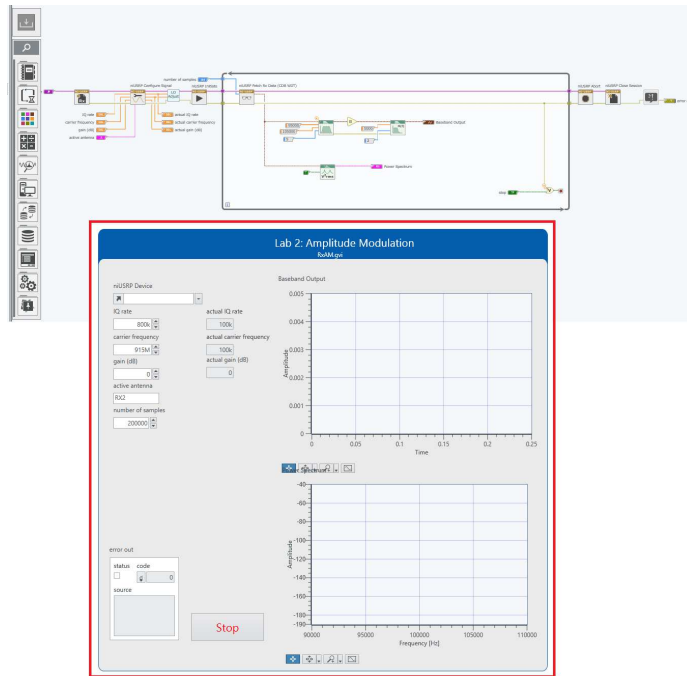 number of samples
niUSRP Configure Signal
niUSRP Initiate
niUSRP Fetch Rx Data (CDB WDT)
niUSRP Abort
niUSRP Close Session
IQ rate
carrier frequency
gain (dB)
active antenna
actual IQ rate
actual carrier frequency
actual gain (dB)
Baseband Output
Power Spectrum
stop
Lab 2: Amplitude Modulation
RxAM.gvi
niUSRP Device
IQ rate
800k
actual IQ rate
100k
carrier frequency
915M
actual carrier frequency
100k
gain (dB)
0
actual gain (dB)
0
active antenna
RX2
number of samples
200000
error out
status code
0
source
Stop
Baseband Output
0.005
0.004
0.003
0.002
0.001
0
Amplitude
0 0.05 0.1 0.15 0.2 0.25
Time
Power Spectrum
-40
-60
-80
-100
-120
-140
-160
-180
-190
Amplitude
90000 95000 100000 105000 110000
Frequency [Hz]